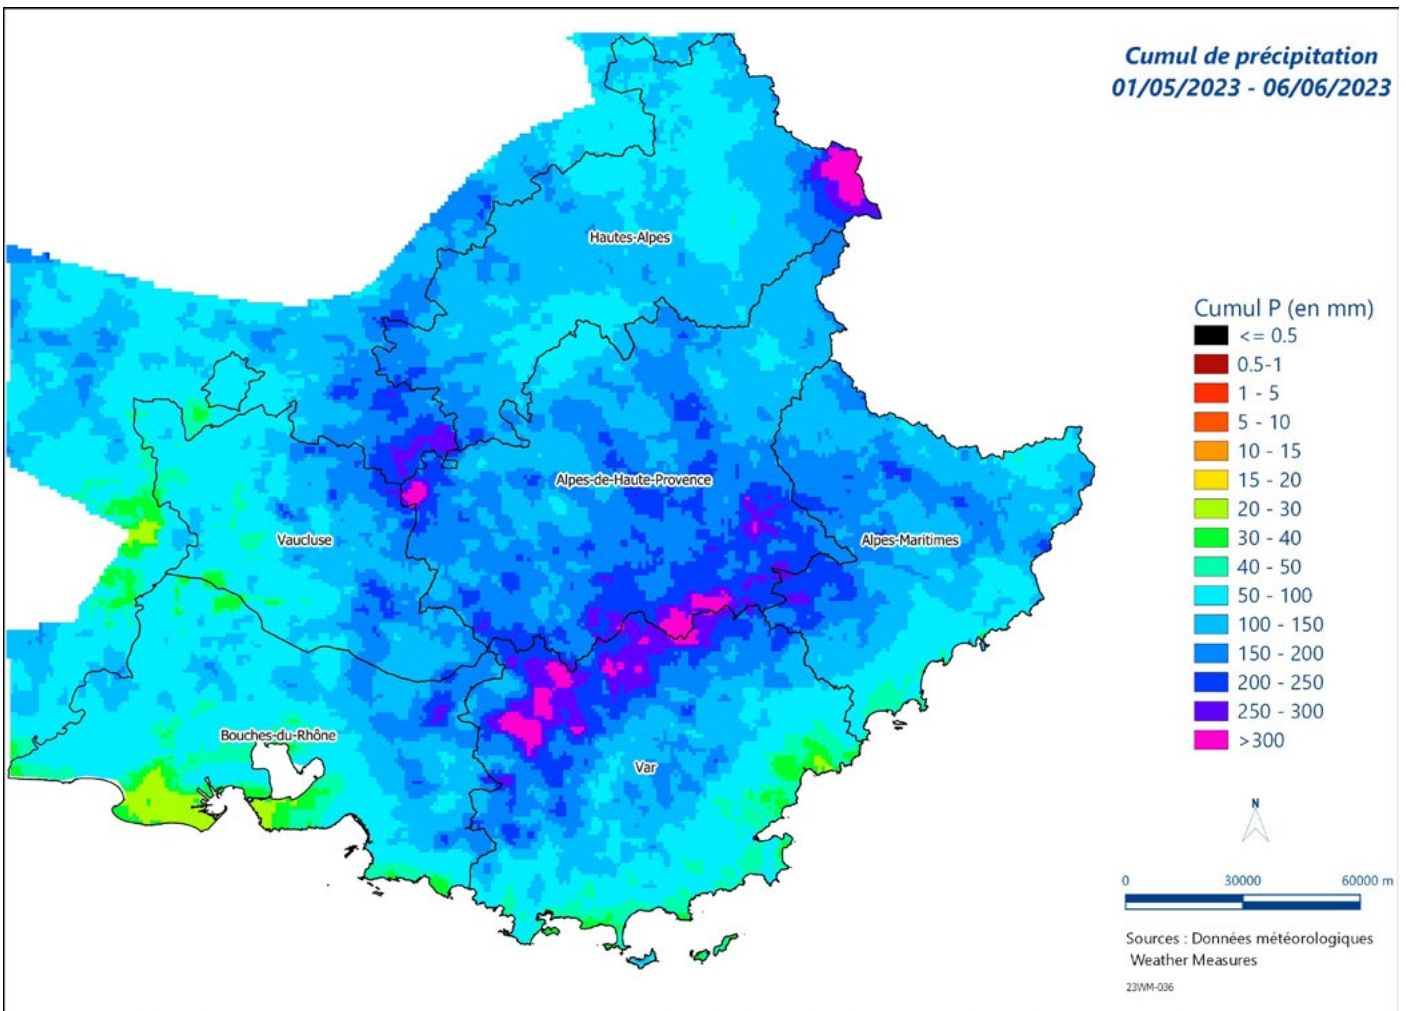 Cumul de précipitation
01/05/2023 - 06/06/2023
Hautes-Alpes
Alpes-de-Haute-Provence
Vaucluse
Alpes-Maritimes
Bouches-du-Rhône
Var
Cumul P (en mm)
<= 0.5
0.5-1
1 - 5
5 - 10
10 - 15
15 - 20
20 - 30
30 - 40
40 - 50
50 - 100
100 - 150
150 - 200
200 - 250
250 - 300
>300
N
0 30000 60000 m
Sources : Données météorologiques
Weather Measures
23WM-036